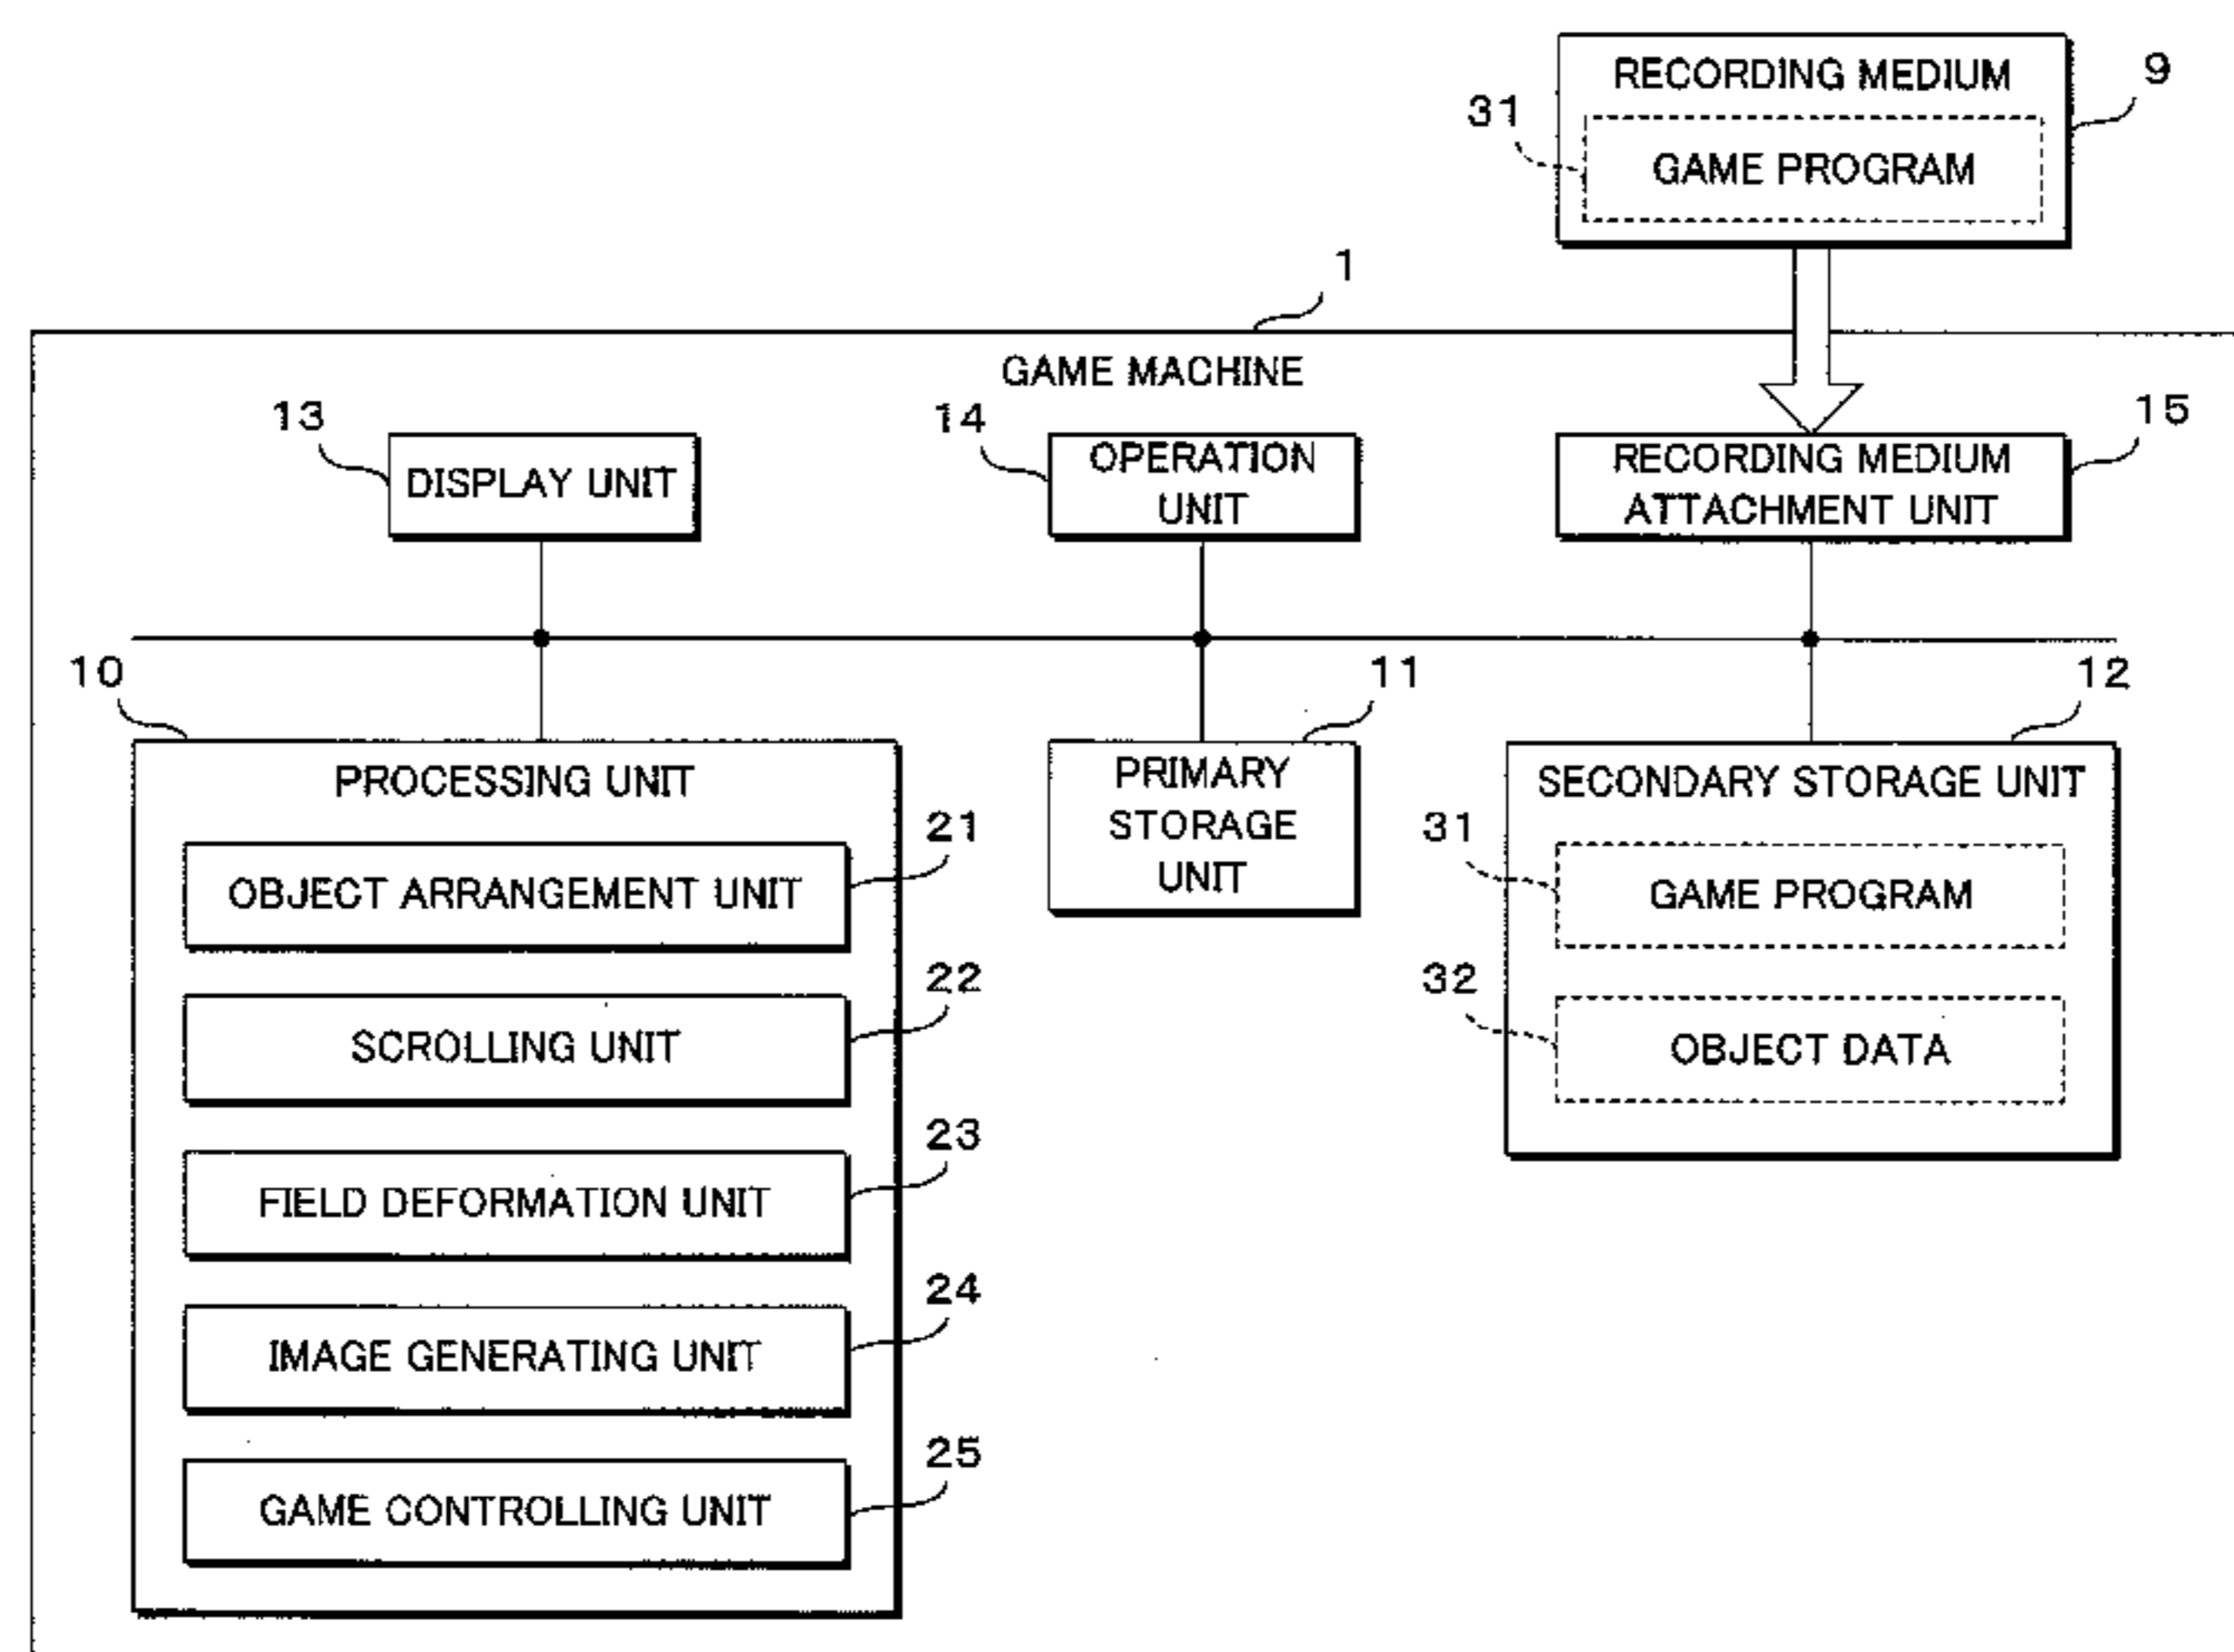 RECORDING MEDIUM
9
31
GAME PROGRAM
1
GAME MACHINE
13
DISPLAY UNIT
14
OPERATION
UNIT
15
RECORDING MEDIUM
ATTACHMENT UNIT
10
PROCESSING UNIT
21
OBJECT ARRANGEMENT UNIT
22
SCROLLING UNIT
23
FIELD DEFORMATION UNIT
24
IMAGE GENERATING UNIT
25
GAME CONTROLLING UNIT
11
PRIMARY
STORAGE
UNIT
12
SECONDARY STORAGE UNIT
31
GAME PROGRAM
32
OBJECT DATA